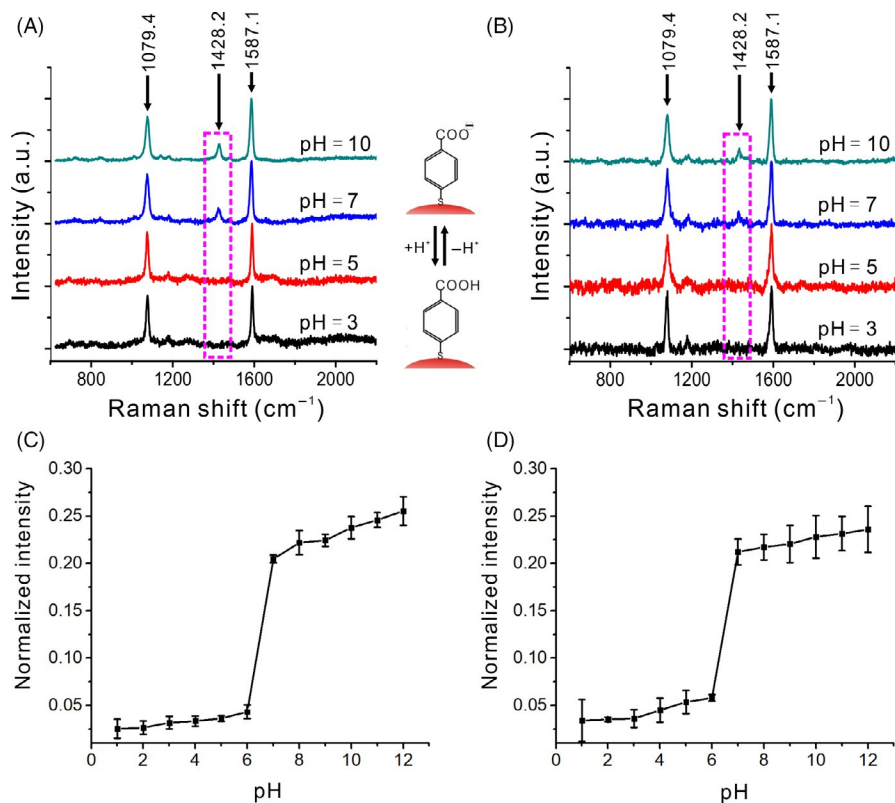 (A)
1079.4
1428.2
1587.1
pH = 10
pH = 7
pH = 5
pH = 3
Intensity (a.u.)
800 1200 1600 2000
Raman shift (cm⁻¹)
COO⁻
S
+H⁺ −H⁺
COOH
S
(B)
1079.4
1428.2
1587.1
pH = 10
pH = 7
pH = 5
pH = 3
Intensity (a.u.)
800 1200 1600 2000
Raman shift (cm⁻¹)
(C)
Normalized intensity
0.30
0.25
0.20
0.15
0.10
0.05
0 2 4 6 8 10 12
pH
(D)
Normalized intensity
0.30
0.25
0.20
0.15
0.10
0.05
0 2 4 6 8 10 12
pH